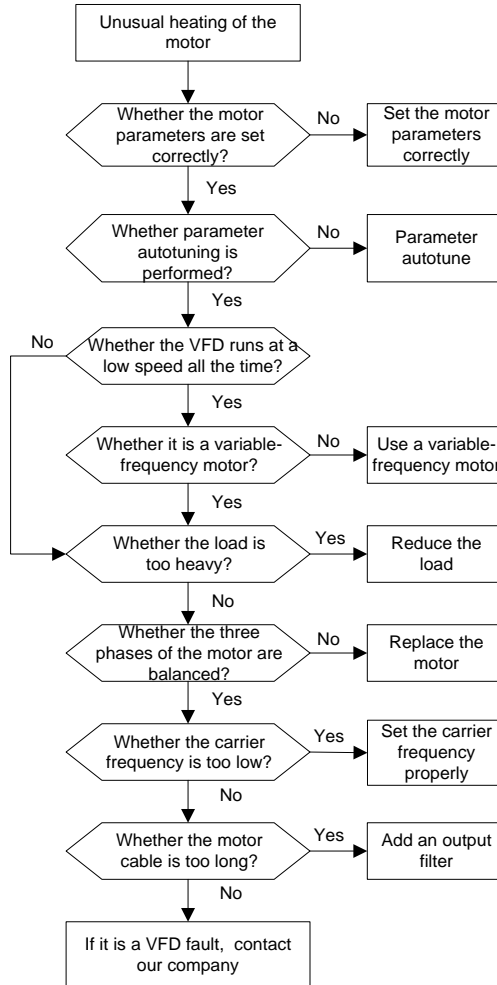 Unusual heating of the
motor
Whether the motor
parameters are set
correctly?
No
Set the motor
parameters
correctly
Yes
Whether parameter
autotuning is
performed?
No
Parameter
autotune
Yes
No
Whether the VFD runs at a
low speed all the time?
Yes
Whether it is a variable-
frequency motor?
No
Use a variable-
frequency motor
Yes
Whether the load is
too heavy?
Yes
Reduce the
load
No
Whether the three
phases of the motor are
balanced?
No
Replace the
motor
Yes
Whether the carrier
frequency is too low?
Yes
Set the carrier
frequency
properly
No
Whether the motor
cable is too long?
Yes
Add an output
filter
No
If it is a VFD fault, contact
our company